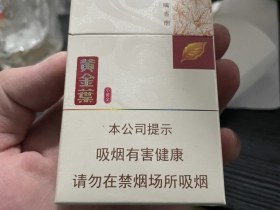 黄金葉
本公司提示
吸烟有害健康
请勿在禁烟场所吸烟